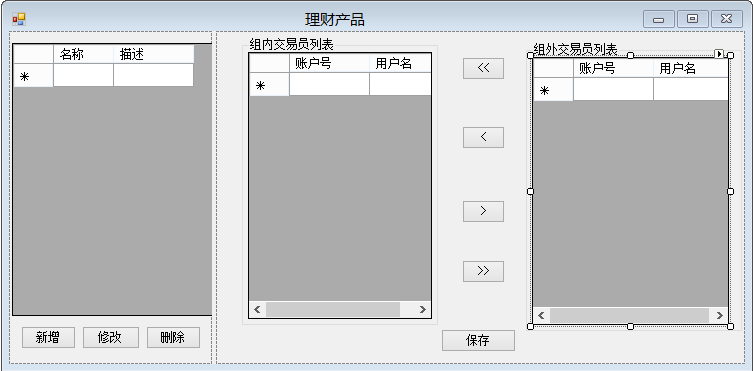 理财产品
名称 描述
*
新增 修改 删除
组内交易员列表
账户号 用户名
*
<<
<
>
>>
保存
组外交易员列表
账户号 用户名
*